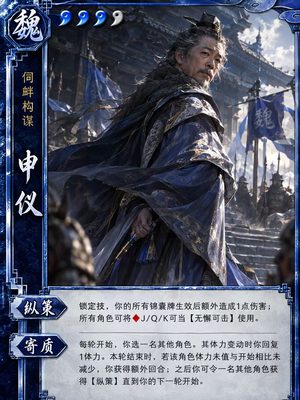 魏
伺衅构谋
申仪
魏
纵策
锁定技，你的所有锦囊牌生效后额外造成1点伤害；
所有角色可将♦J/Q/K可当【无懈可击】使用。
寄质
每轮开始，你选一名其他角色。其体力变动时你回复
1体力。本轮结束时，若该角色体力未值与开始相比未
减少，你获得额外回合；之后你可令一名其他角色获
得【纵策】直到你的下一轮开始。